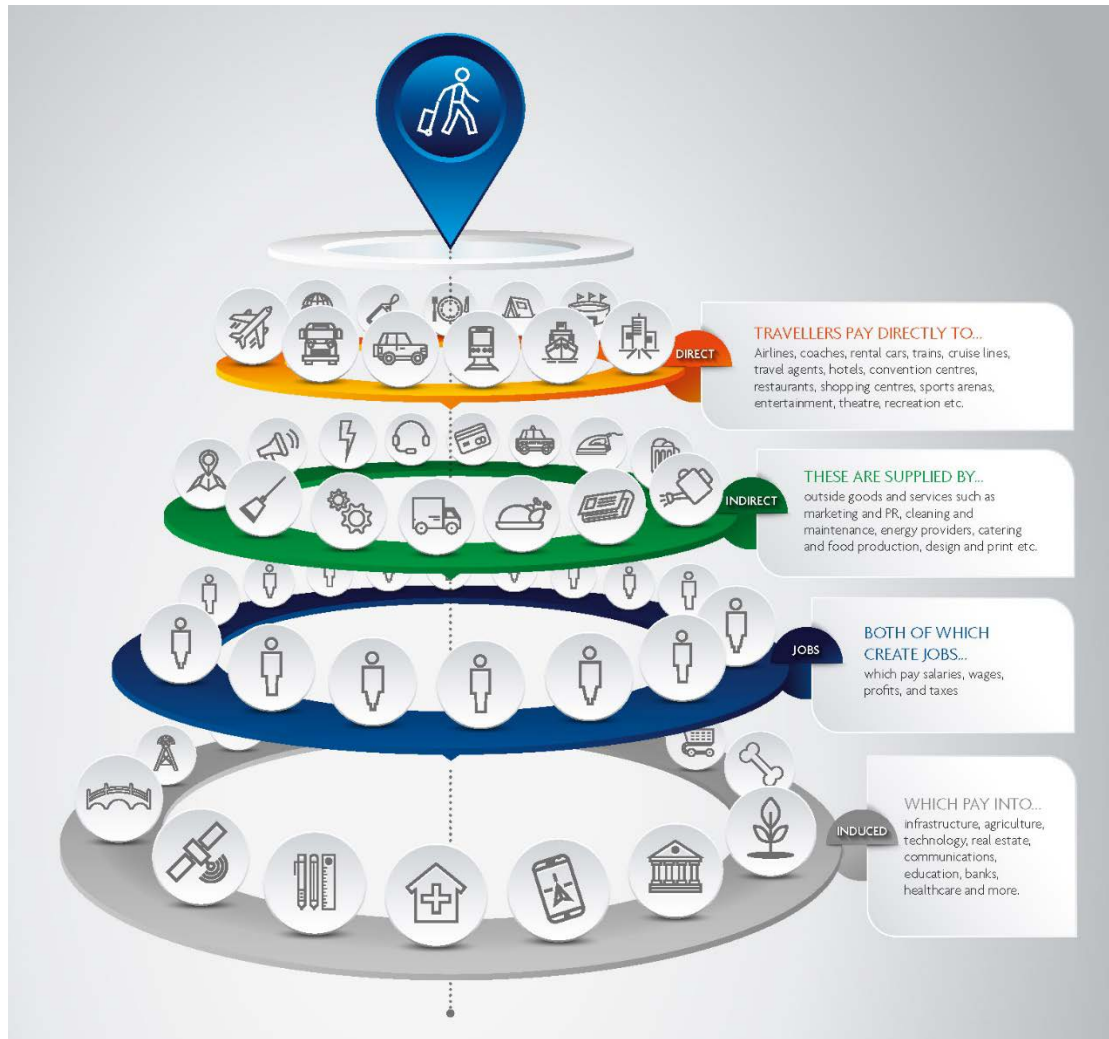 DIRECT
TRAVELLERS PAY DIRECTLY TO...
Airlines, coaches, rental cars, trains, cruise lines,
travel agents, hotels, convention centres,
restaurants, shopping centres, sports arenas,
entertainment, theatre, recreation etc.
INDIRECT
THESE ARE SUPPLIED BY...
outside goods and services such as
marketing and PR, cleaning and
maintenance, energy providers, catering
and food production, design and print etc.
JOBS
BOTH OF WHICH
CREATE JOBS...
which pay salaries, wages,
profits, and taxes
INDUCED
WHICH PAY INTO...
infrastructure, agriculture,
technology, real estate,
communications,
education, banks,
healthcare and more.